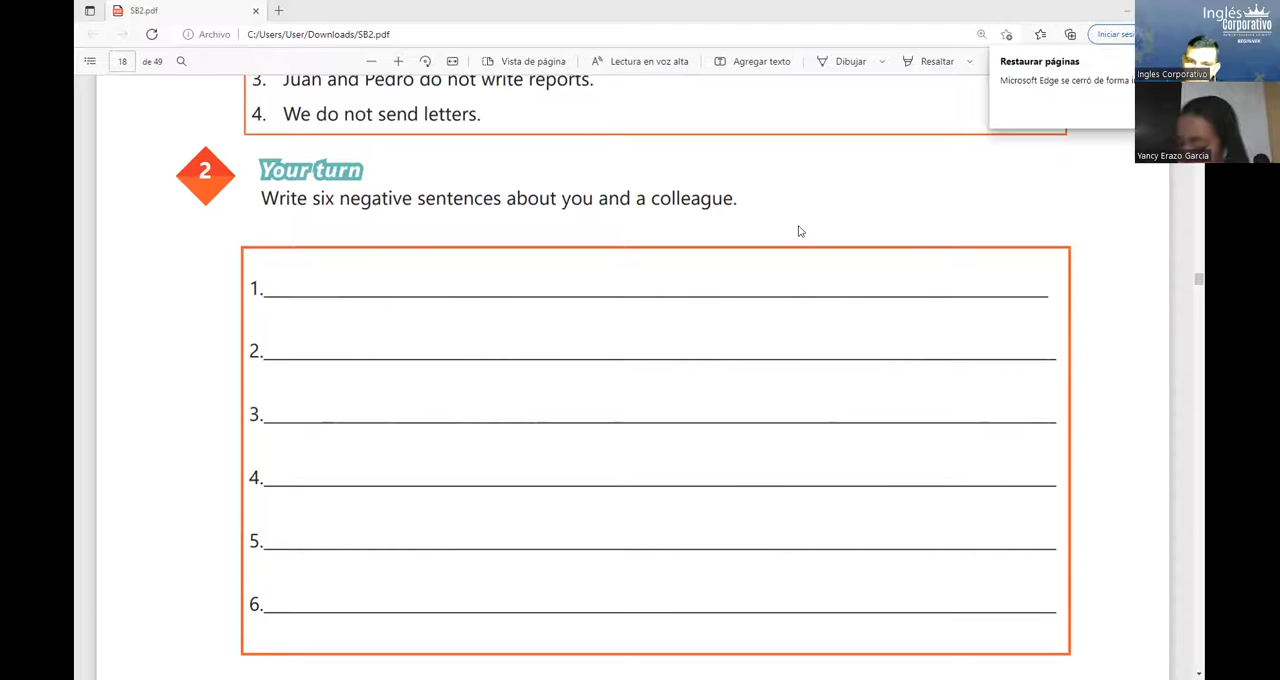 SB2.pdf
Archivo
C:/Users/User/Downloads/SB2.pdf
Iniciar sesi
18
de 49
Vista de página
Lectura en voz alta
Agregar texto
Dibujar
Resaltar
Restaurar páginas
Microsoft Edge se cerró de forma i
Inglés
Corporativo
BEGINNER
Ingles Corporativo
Yancy Erazo Garcia
3. Juan and Pedro do not write reports.
4. We do not send letters.
2
Your turn
Write six negative sentences about you and a colleague.
1.
2.
3.
4.
5.
6.